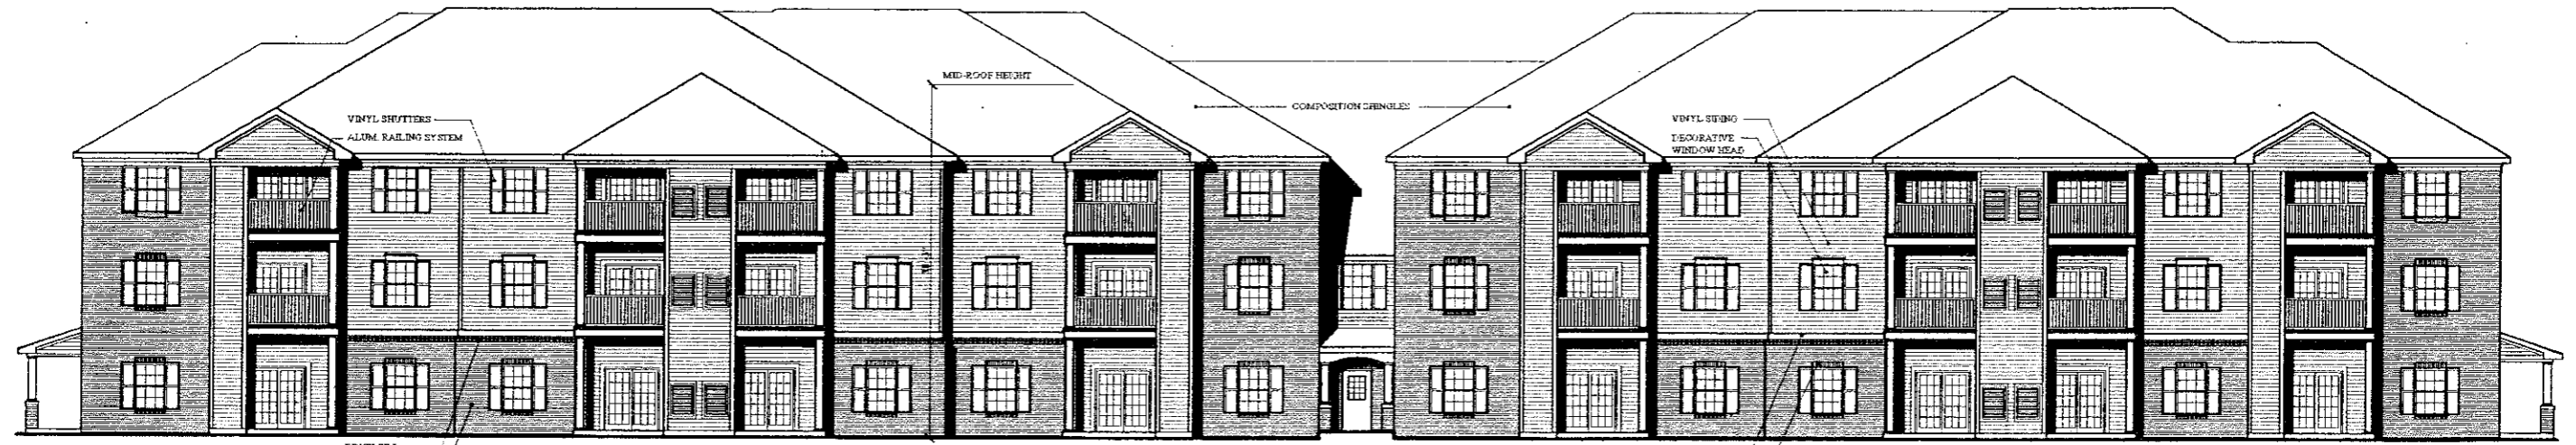 MID-ROOF HEIGHT
COMPOSITION SHINGLES
VINYL SHUTTERS
ALUM. RAILING SYSTEM
VINYL SIDING
DECORATIVE
WINDOW HEAD